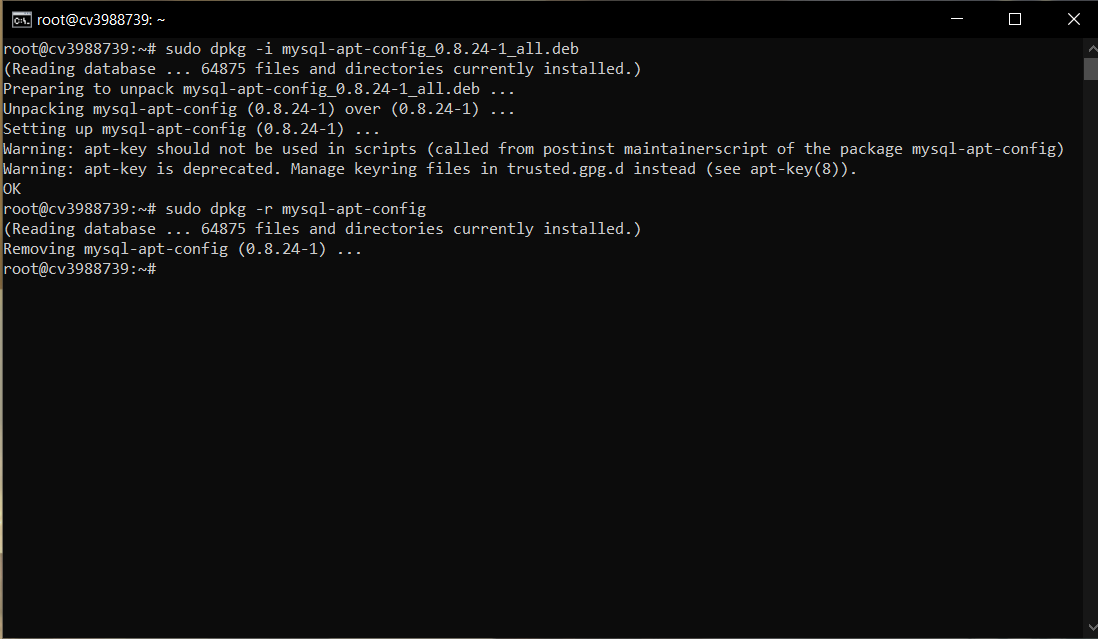 root@cv3988739: ~
root@cv3988739:~# sudo dpkg -i mysql-apt-config_0.8.24-1_all.deb
(Reading database ... 64875 files and directories currently installed.)
Preparing to unpack mysql-apt-config_0.8.24-1_all.deb ...
Unpacking mysql-apt-config (0.8.24-1) over (0.8.24-1) ...
Setting up mysql-apt-config (0.8.24-1) ...
Warning: apt-key should not be used in scripts (called from postinst maintainerscript of the package mysql-apt-config)
Warning: apt-key is deprecated. Manage keyring files in trusted.gpg.d instead (see apt-key(8)).
OK
root@cv3988739:~# sudo dpkg -r mysql-apt-config
(Reading database ... 64875 files and directories currently installed.)
Removing mysql-apt-config (0.8.24-1) ...
root@cv3988739:~#